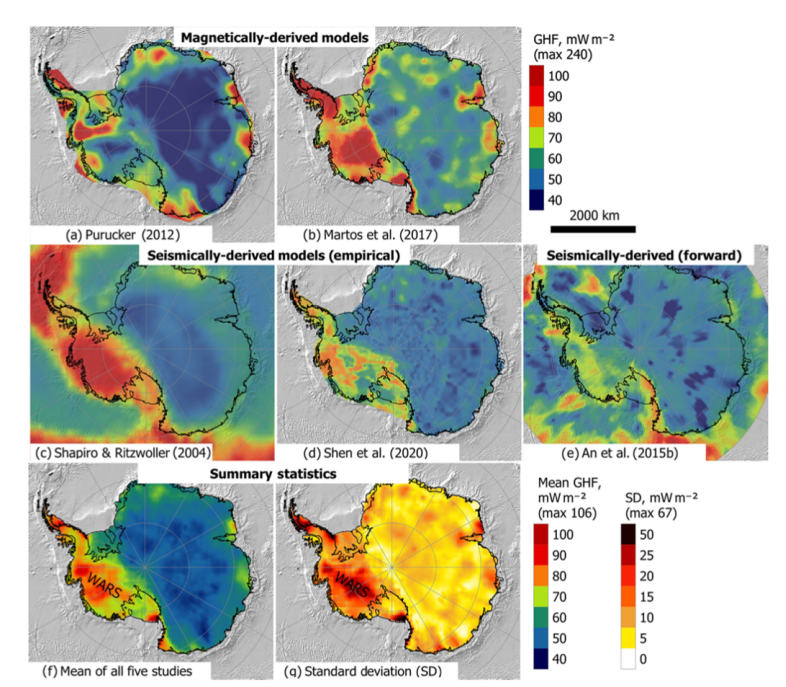 Magnetically-derived models
GHF, mW m⁻²
(max 240)
100
90
80
70
60
50
40
2000 km
(a) Purucker (2012)
(b) Martos et al. (2017)
Seismically-derived models (empirical)
Seismically-derived (forward)
(c) Shapiro & Ritzwoller (2004)
(d) Shen et al. (2020)
(e) An et al. (2015b)
Summary statistics
Mean GHF,
mW m⁻²
(max 106)
100
90
80
70
60
50
40
SD, mW m⁻²
(max 67)
50
25
20
15
10
5
0
WARS
WARS
(f) Mean of all five studies
(g) Standard deviation (SD)